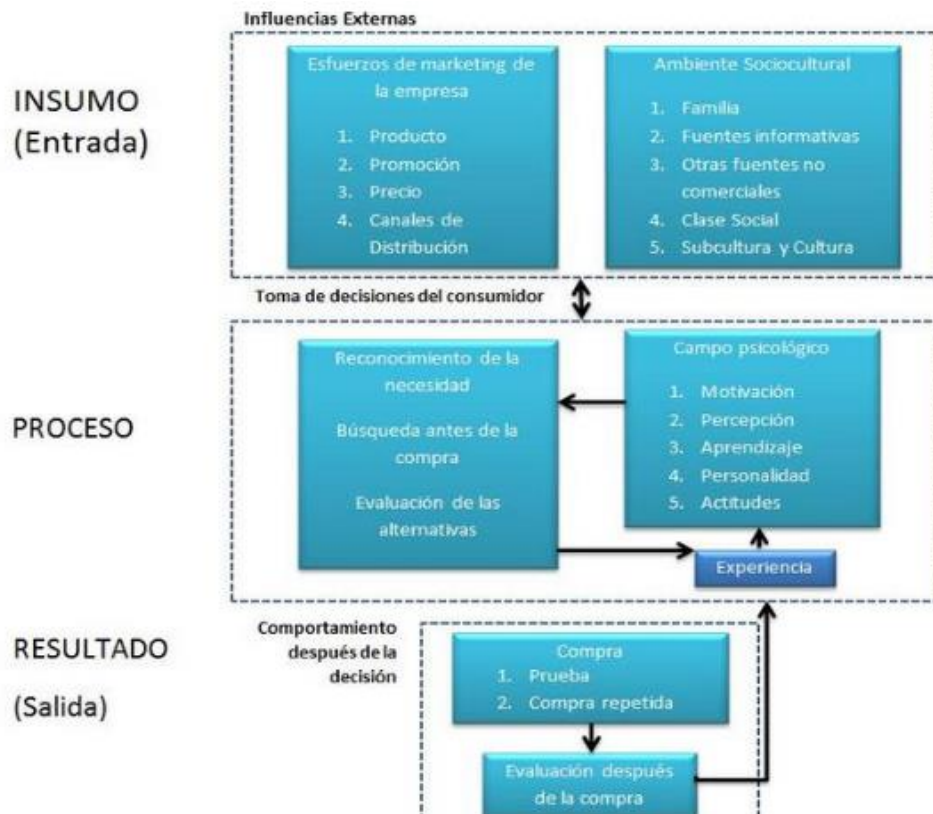 Influencias Externas
INSUMO
(Entrada)
Esfuerzos de marketing de
la empresa
1. Producto
2. Promoción
3. Precio
4. Canales de
Distribución
Ambiente Sociocultural
1. Familia
2. Fuentes informativas
3. Otras fuentes no
comerciales
4. Clase Social
5. Subcultura y Cultura
Toma de decisiones del consumidor
PROCESO
Reconocimiento de la
necesidad
Búsqueda antes de la
compra
Evaluación de las
alternativas
Campo psicológico
1. Motivación
2. Percepción
3. Aprendizaje
4. Personalidad
5. Actitudes
Experiencia
RESULTADO
(Salida)
Comportamiento
después de la
decisión
Compra
1. Prueba
2. Compra repetida
Evaluación después
de la compra